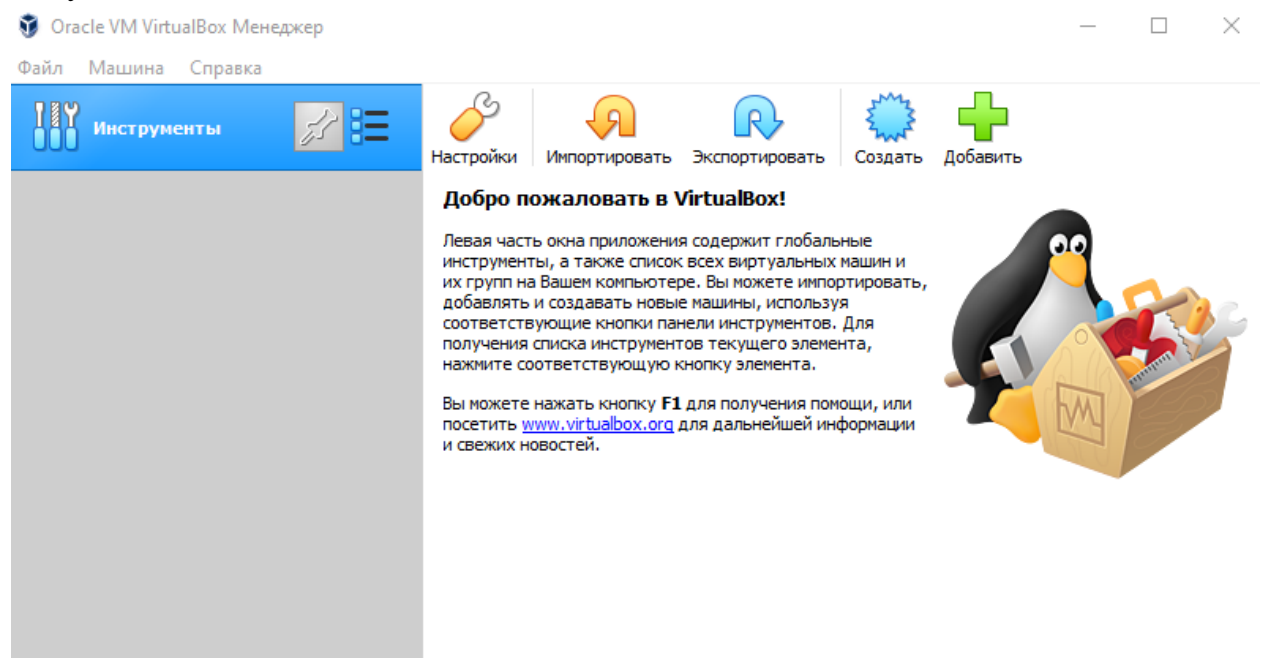 Oracle VM VirtualBox Менеджер
Файл Машина Справка
Инструменты
Настройки Импортировать Экспортировать Создать Добавить
Добро пожаловать в VirtualBox!
Левая часть окна приложения содержит глобальные
инструменты, а также список всех виртуальных машин и
их групп на Вашем компьютере. Вы можете импортировать,
добавлять и создавать новые машины, используя
соответствующие кнопки панели инструментов. Для
получения списка инструментов текущего элемента,
нажмите соответствующую кнопку элемента.
Вы можете нажать кнопку F1 для получения помощи, или
посетить www.virtualbox.org для дальнейшей информации
и свежих новостей.